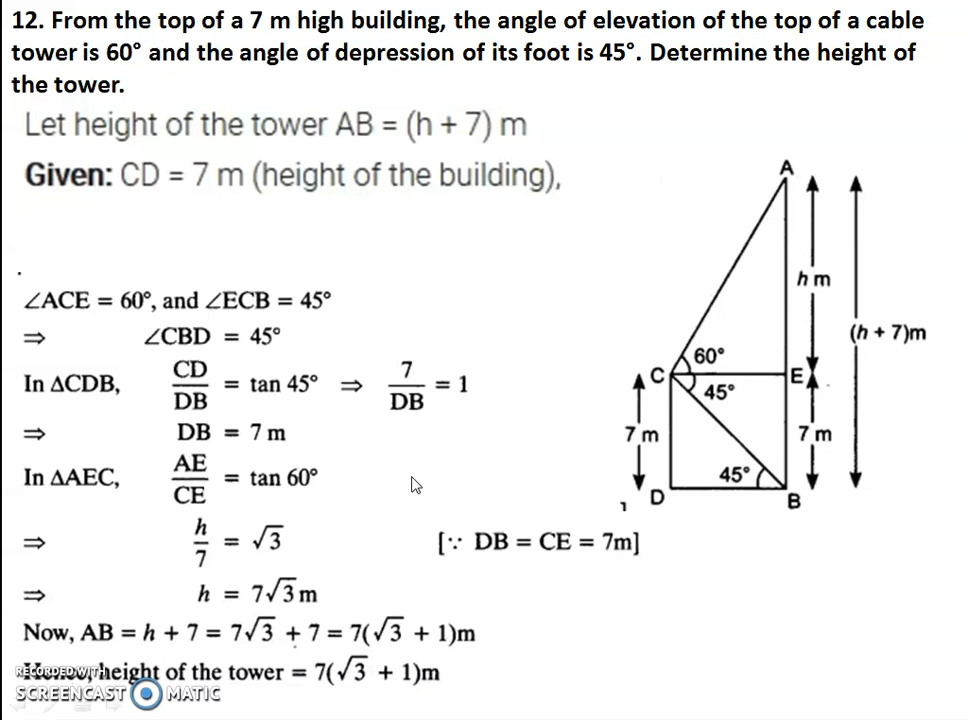 12. From the top of a 7 m high building, the angle of elevation of the top of a cable
tower is 60° and the angle of depression of its foot is 45°. Determine the height of
the tower.
Let height of the tower AB = (h + 7) m
Given: CD = 7 m (height of the building),
∠ACE = 60°, and ∠ECB = 45°
⇒ ∠CBD = 45°
In ΔCDB, CD/DB = tan 45° ⇒ 7/DB = 1
⇒ DB = 7 m
In ΔAEC, AE/CE = tan 60°
⇒ h/7 = √3 [∵ DB = CE = 7m]
⇒ h = 7√3 m
Now, AB = h + 7 = 7√3 + 7 = 7(√3 + 1)m
Hence, height of the tower = 7(√3 + 1)m
A
h m
(h + 7)m
60°
C
E
45°
7 m
7 m
45°
D
B
RECORDED WITH
SCREENCAST MATIC